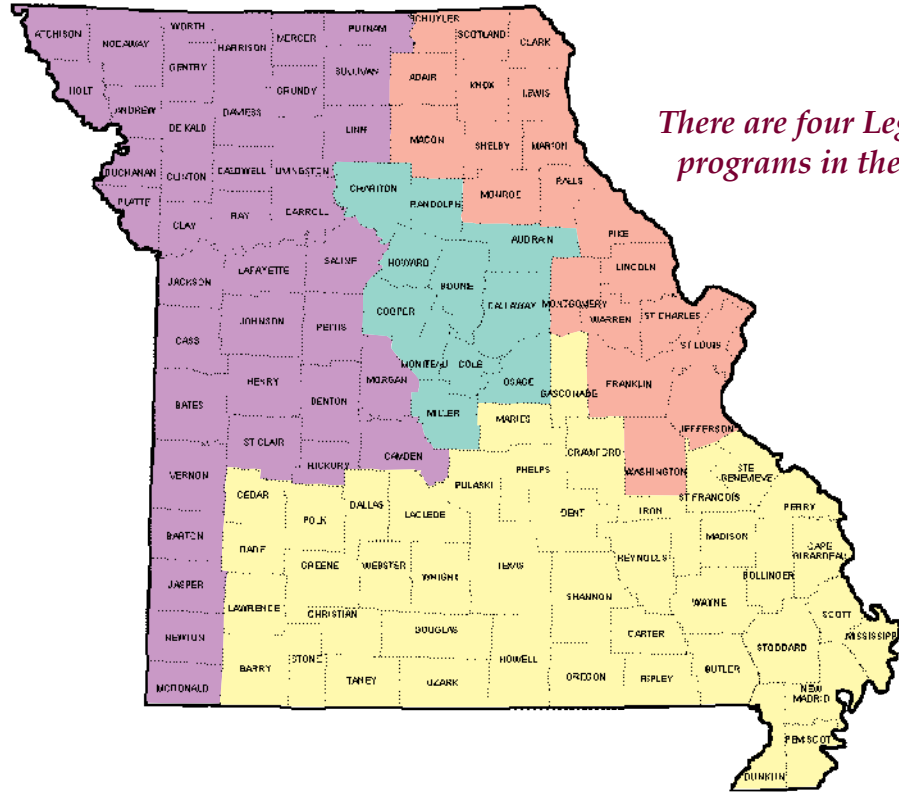 There are four Leg
programs in the
ATCHISON
NODAWAY
WORTH
HARRISON
MERCER
PUTNAM
SCHUYLER
SCOTLAND
CLARK
HOLT
GENTRY
GRUNDY
SULLIVAN
ADAIR
KNOX
LEWIS
ANDREW
DE KALB
DAVIESS
LINN
MACON
SHELBY
MARION
BUCHANAN
CLINTON
CALDWELL
LIVINGSTON
CHARITON
RANDOLPH
MONROE
RALLS
PLATTE
CLAY
RAY
CARROLL
AUDRAIN
PIKE
JACKSON
LAFAYETTE
SALINE
HOWARD
BOONE
CALLAWAY
MONTGOMERY
LINCOLN
WARREN
ST CHARLES
CASS
JOHNSON
PETTIS
COOPER
MONITEAU
COLE
OSAGE
GASCONADE
FRANKLIN
ST LOUIS
BATES
HENRY
BENTON
MORGAN
MILLER
MARIES
JEFFERSON
VERNON
ST CLAIR
HICKORY
CAMDEN
PULASKI
PHELPS
CRAWFORD
WASHINGTON
STE
GENEVIEVE
ST FRANCOIS
CEDAR
POLK
DALLAS
LACLEDE
DENT
IRON
MADISON
PERRY
BARTON
DADE
GREENE
WEBSTER
WRIGHT
TEXAS
REYNOLDS
BOLLINGER
CAPE
GIRARDEAU
JASPER
LAWRENCE
CHRISTIAN
DOUGLAS
SHANNON
WAYNE
SCOTT
MISSISSIPPI
NEWTON
BARRY
STONE
TANEY
OZARK
HOWELL
OREGON
CARTER
RIPLEY
BUTLER
STODDARD
MCDONALD
NEW
MADRID
PEMISCOT
DUNKLIN